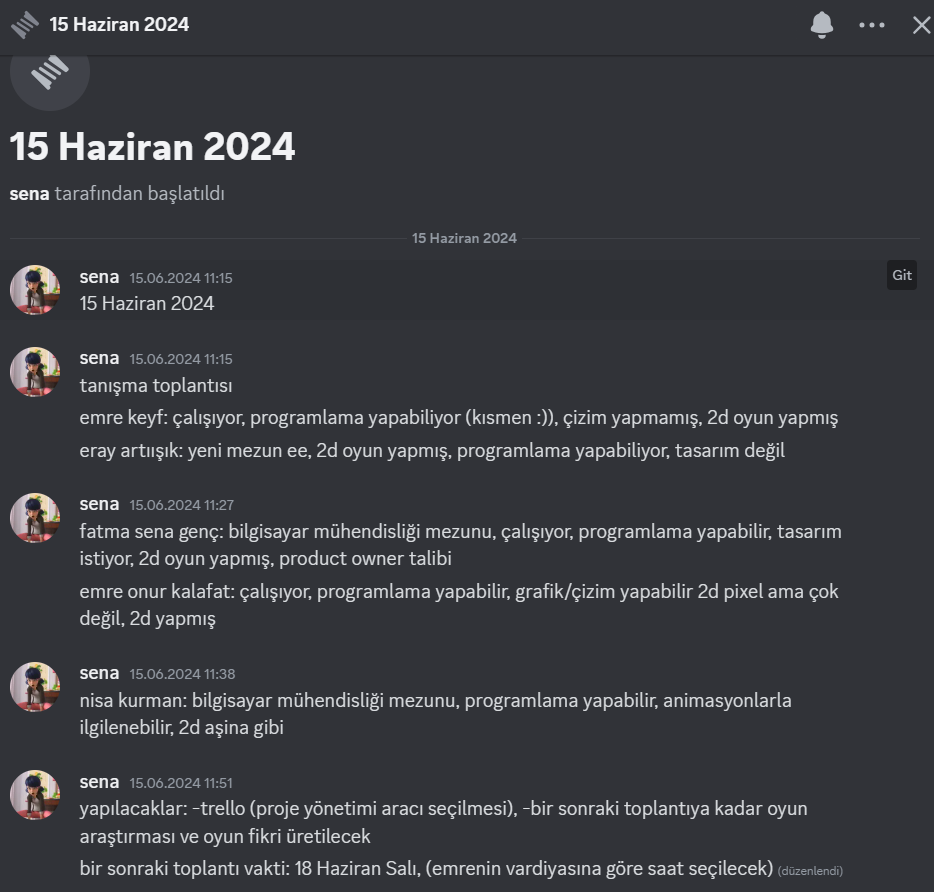 15 Haziran 2024
15 Haziran 2024
sena tarafından başlatıldı
15 Haziran 2024
sena 15.06.2024 11:15
Git
15 Haziran 2024
sena 15.06.2024 11:15
tanışma toplantısı
emre keyf: çalışıyor, programlama yapabiliyor (kısmen :)), çizim yapmamış, 2d oyun yapmış
eray artıışık: yeni mezun ee, 2d oyun yapmış, programlama yapabiliyor, tasarım değil
sena 15.06.2024 11:27
fatma sena genç: bilgisayar mühendisliği mezunu, çalışıyor, programlama yapabilir, tasarım
istiyor, 2d oyun yapmış, product owner talibi
emre onur kalafat: çalışıyor, programlama yapabilir, grafik/çizim yapabilir 2d pixel ama çok
değil, 2d yapmış
sena 15.06.2024 11:38
nisa kurman: bilgisayar mühendisliği mezunu, programlama yapabilir, animasyonlarla
ilgilenebilir, 2d aşina gibi
sena 15.06.2024 11:51
yapılacaklar: -trello (proje yönetimi aracı seçilmesi), -bir sonraki toplantıya kadar oyun
araştırması ve oyun fikri üretilecek
bir sonraki toplantı vakti: 18 Haziran Salı, (emrenin vardiyasına göre saat seçilecek) (düzenlendi)